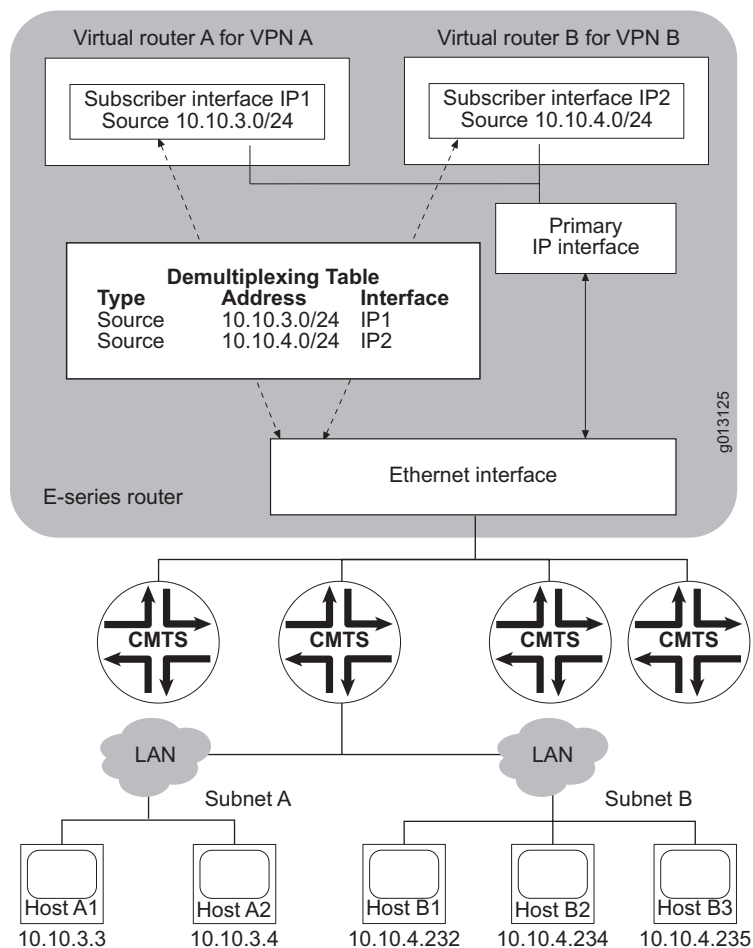 Virtual router A for VPN A
Virtual router B for VPN B
Subscriber interface IP1
Source 10.10.3.0/24
Subscriber interface IP2
Source 10.10.4.0/24
Primary
IP interface
Demultiplexing Table
Type Address Interface
Source 10.10.3.0/24 IP1
Source 10.10.4.0/24 IP2
g013125
Ethernet interface
E-series router
CMTS
CMTS
CMTS
CMTS
LAN
LAN
Subnet A
Subnet B
Host A1
Host A2
Host B1
Host B2
Host B3
10.10.3.3
10.10.3.4
10.10.4.232
10.10.4.234
10.10.4.235